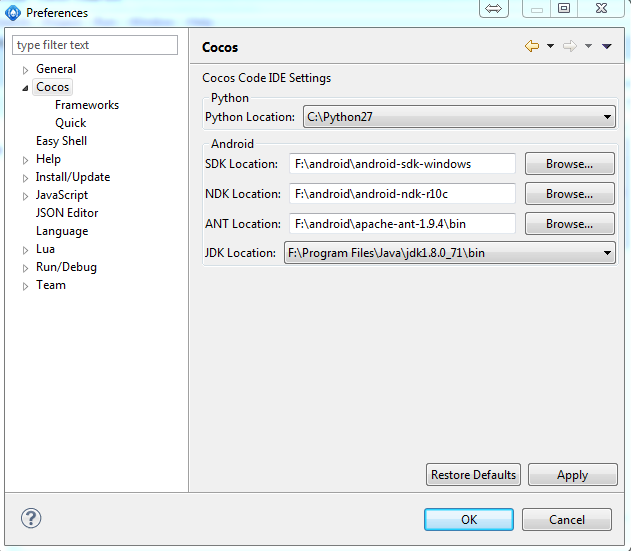 Preferences
type filter text
General
Cocos
Frameworks
Quick
Easy Shell
Help
Install/Update
JavaScript
JSON Editor
Language
Lua
Run/Debug
Team
Cocos
Cocos Code IDE Settings
Python
Python Location: C:\Python27
Android
SDK Location: F:\android\android-sdk-windows Browse...
NDK Location: F:\android\android-ndk-r10c Browse...
ANT Location: F:\android\apache-ant-1.9.4\bin Browse...
JDK Location: F:\Program Files\Java\jdk1.8.0_71\bin
Restore Defaults Apply
? OK Cancel